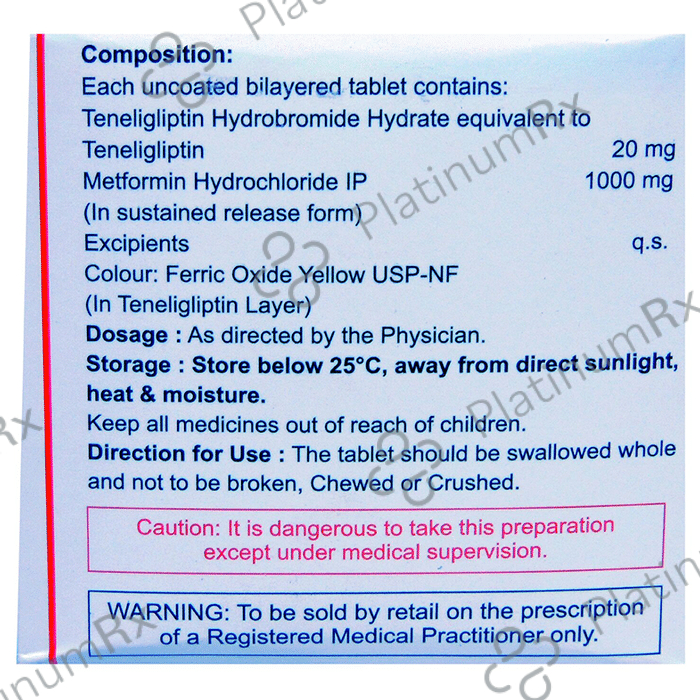 Composition:
Each uncoated bilayered tablet contains:
Teneligliptin Hydrobromide Hydrate equivalent to
Teneligliptin 20 mg
Metformin Hydrochloride IP 1000 mg
(In sustained release form)
Excipients q.s.
Colour: Ferric Oxide Yellow USP-NF
(In Teneligliptin Layer)
Dosage : As directed by the Physician.
Storage : Store below 25°C, away from direct sunlight,
heat & moisture.
Keep all medicines out of reach of children.
Direction for Use : The tablet should be swallowed whole
and not to be broken, Chewed or Crushed.
Caution: It is dangerous to take this preparation
except under medical supervision.
WARNING: To be sold by retail on the prescription
of a Registered Medical Practitioner only.
PlatinumRx
PlatinumRx
PlatinumRx
PlatinumRx
Rx
tinumRx